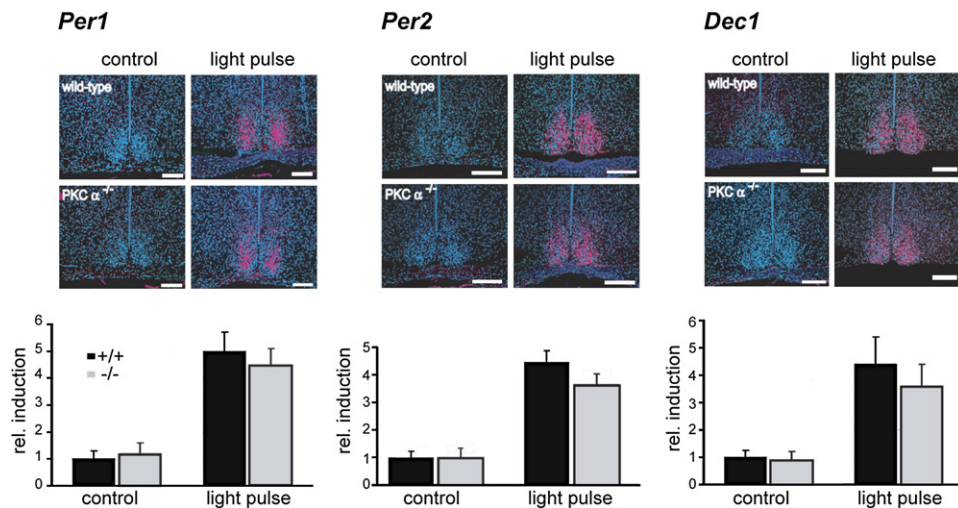 Per1
Per2
Dec1
control light pulse
control light pulse
control light pulse
wild-type
wild-type
wild-type
PKC α -/-
PKC α -/-
PKC α -/-
rel. induction
6
5
4
3
2
1
0
+/+
-/-
control light pulse
rel. induction
5
4
3
2
1
0
control light pulse
rel. induction
6
5
4
3
2
1
0
control light pulse